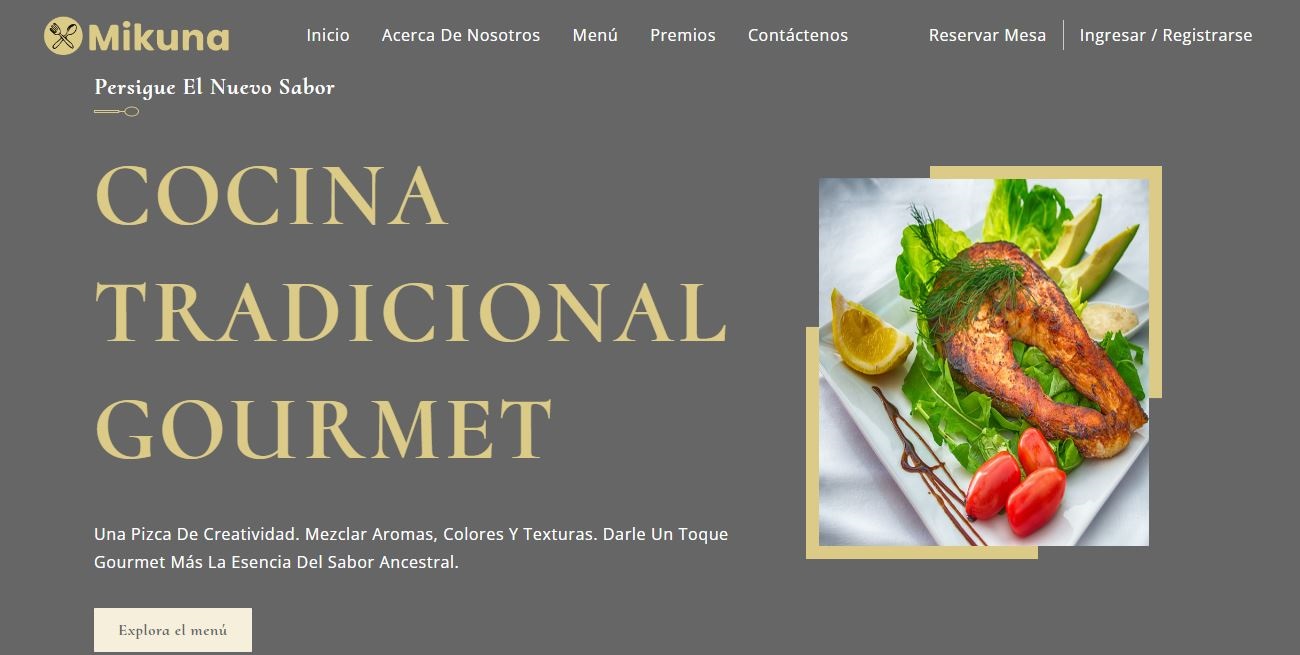 Mikuna
Inicio
Acerca De Nosotros
Menú
Premios
Contáctenos
Reservar Mesa
Ingresar / Registrarse
Persigue El Nuevo Sabor
COCINA
TRADICIONAL
GOURMET
Una Pizca De Creatividad. Mezclar Aromas, Colores Y Texturas. Darle Un Toque
Gourmet Más La Esencia Del Sabor Ancestral.
Explora el menú